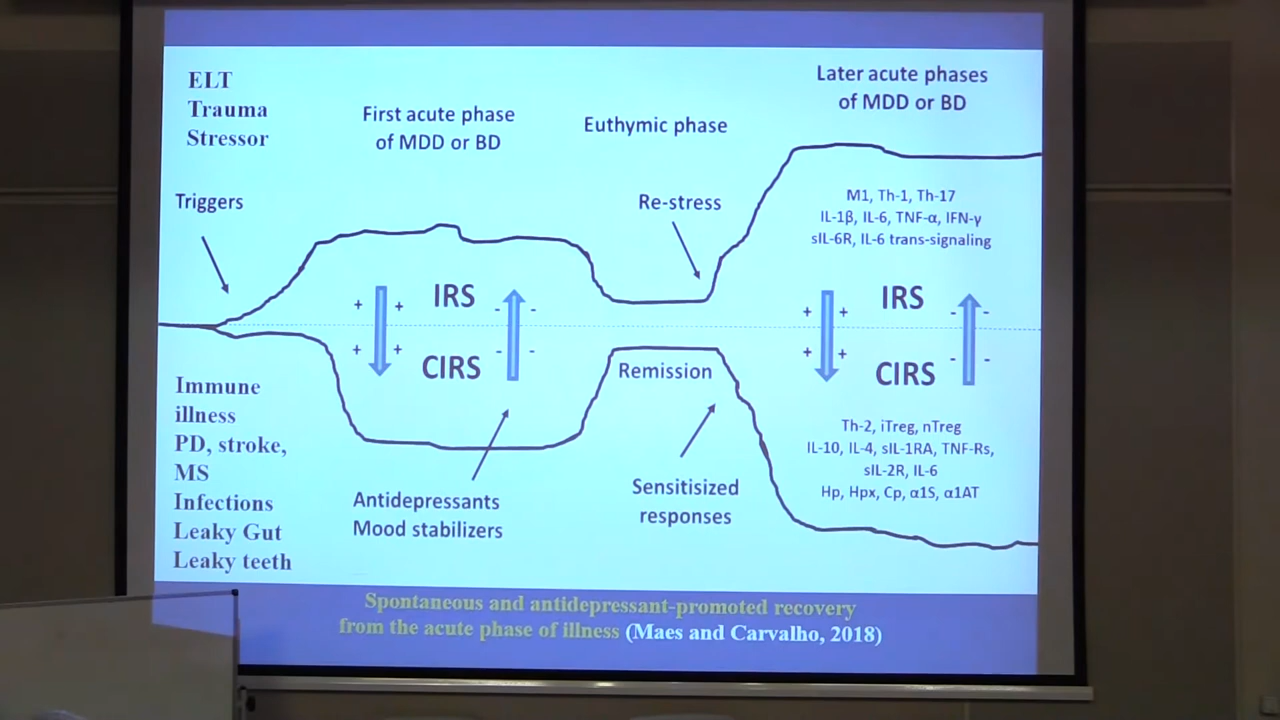 ELT
Trauma
Stressor
Triggers
First acute phase
of MDD or BD
Euthymic phase
Later acute phases
of MDD or BD
Re-stress
M1, Th-1, Th-17
IL-1β, IL-6, TNF-α, IFN-γ
sIL-6R, IL-6 trans-signaling
+ + IRS - -
+ + CIRS - -
+ + IRS - -
+ + CIRS - -
Remission
Immune
illness
PD, stroke,
MS
Infections
Leaky Gut
Leaky teeth
Antidepressants
Mood stabilizers
Sensitisized
responses
Th-2, iTreg, nTreg
IL-10, IL-4, sIL-1RA, TNF-Rs,
sIL-2R, IL-6
Hp, Hpx, Cp, α1S, α1AT
Spontaneous and antidepressant-promoted recovery
from the acute phase of illness (Maes and Carvalho, 2018)